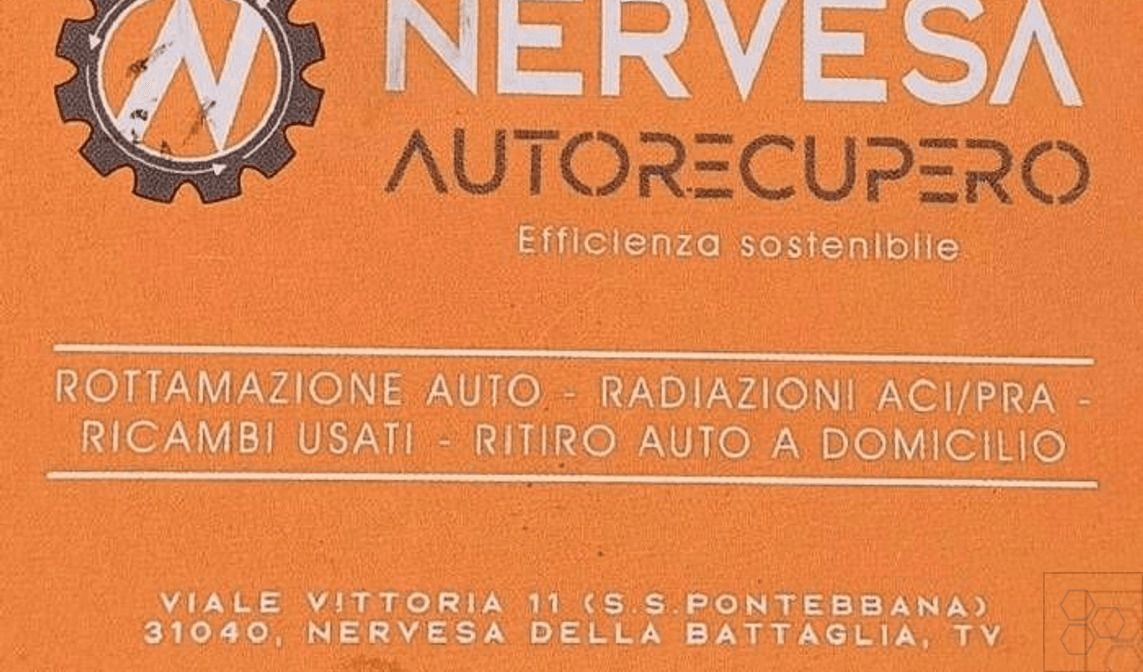 N
NERVESA
AUTORECUPERO
Efficienza sostenibile
ROTTAMAZIONE AUTO - RADIAZIONI ACI/PRA -
RICAMBI USATI - RITIRO AUTO A DOMICILIO
VIALE VITTORIA 11 (S.S.PONTEBBANA)
31040, NERVESA DELLA BATTAGLIA, TV